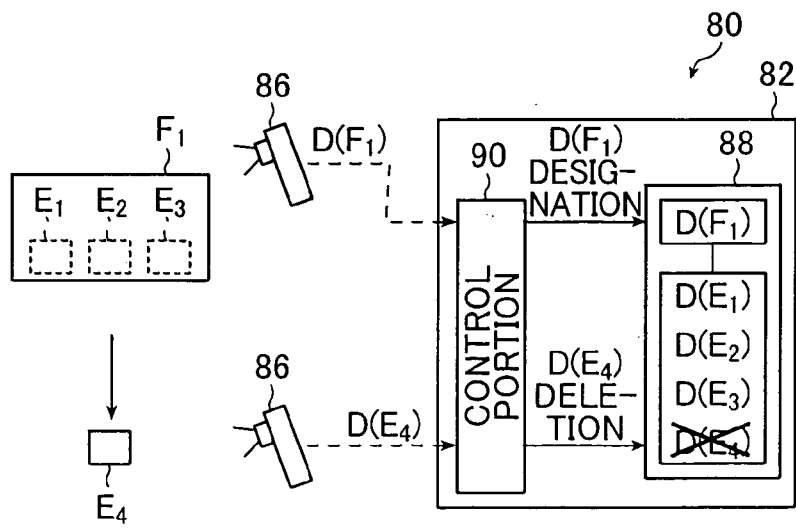 80
82
86
D(F₁)
F₁
E₁ E₂ E₃
90
D(F₁)
DESIG-
NATION
88
D(F₁)
D(E₁)
D(E₂)
D(E₃)
D(E₄)
CONTROL
PORTION
86
D(E₄)
D(E₄)
DELE-
TION
E₄